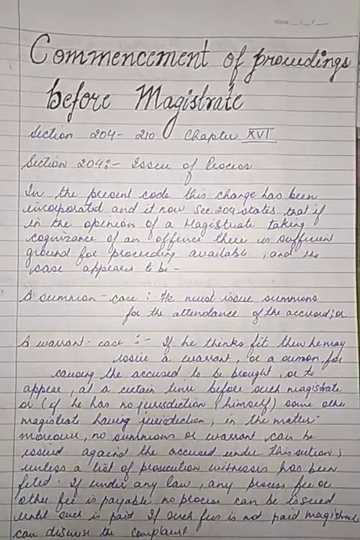 Commencement of proceedings
before Magistrate
Section 204 - 210 Chapter XVI
Section 204:- Issue of Process
In the present code this change has been
incorporated and it now Sec 204 states that if
in the opinion of a Magistrate taking
cognizance of an offence there is sufficient
ground for proceeding available, and the
case appears to be -
A summon - case : He must issue summons
for the attendance of the accused; or
A warrant - case :- If he thinks fit then he may
issue a warrant, or a summon for
causing the accused to be brought, or to
appear, at a certain time before such magistrate
or (if he has no jurisdiction (himself) some other
magistrate having jurisdiction, in the matter.
moreover, no summons or warrant can be
issued against the accused under this section,
unless a list of prosecution witnesses has been
filed. If under any law, any process fee or
other fee is payable no process can be issued
until such is paid If such fees is not paid magistrate
can dismiss the complaint.